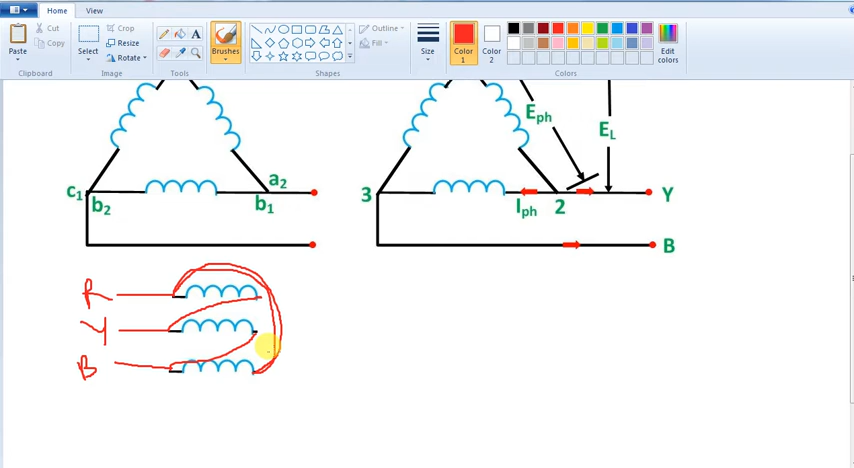 Home View
Cut
Copy
Paste
Clipboard
Crop
Resize
Rotate
Select
Image
A
Tools
Brushes
Outline
Fill
Shapes
Size
Color
1
Color
2
Edit
colors
Colors
c1
b2
a2
b1
3
Eph
EL
Iph
2
Y
B
R
Y
B